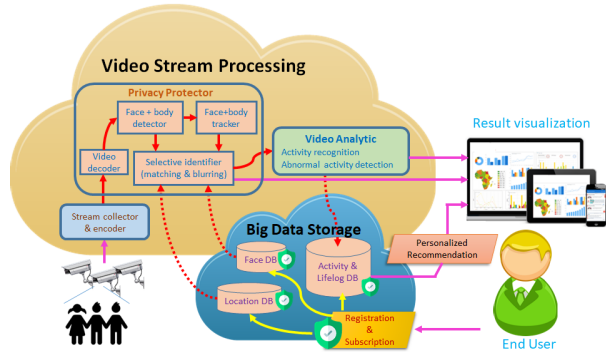 Video Stream Processing
Privacy Protector
Face + body
detector
Face+body
tracker
Video
decoder
Selective identifier
(matching & blurring)
Video Analytic
Activity recognition
Abnormal activity detection
Result visualization
Stream collector
& encoder
Big Data Storage
Face DB
Location DB
Activity &
Lifelog DB
Personalized
Recommendation
Registration
&
Subscription
End User